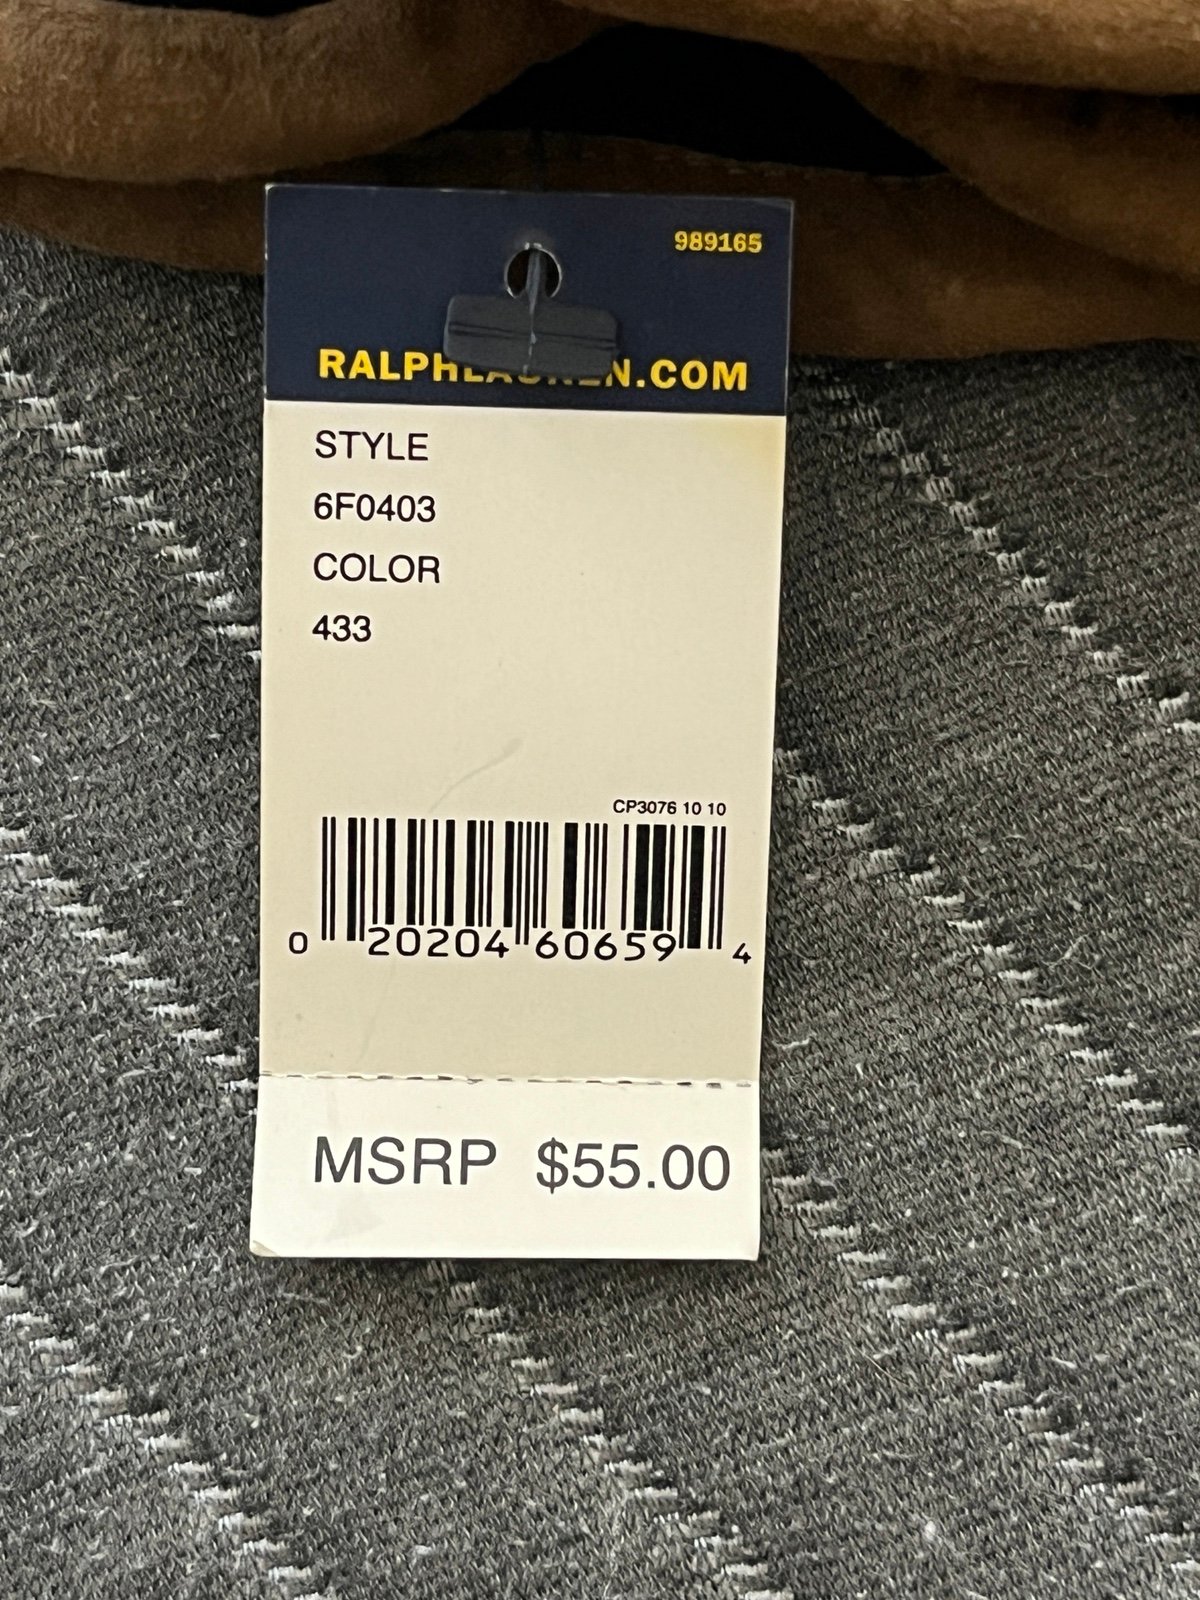 989165
RALPHLAUREN.COM
STYLE
6F0403
COLOR
433
CP3076 10 10
0 20204 60659 4
MSRP $55.00